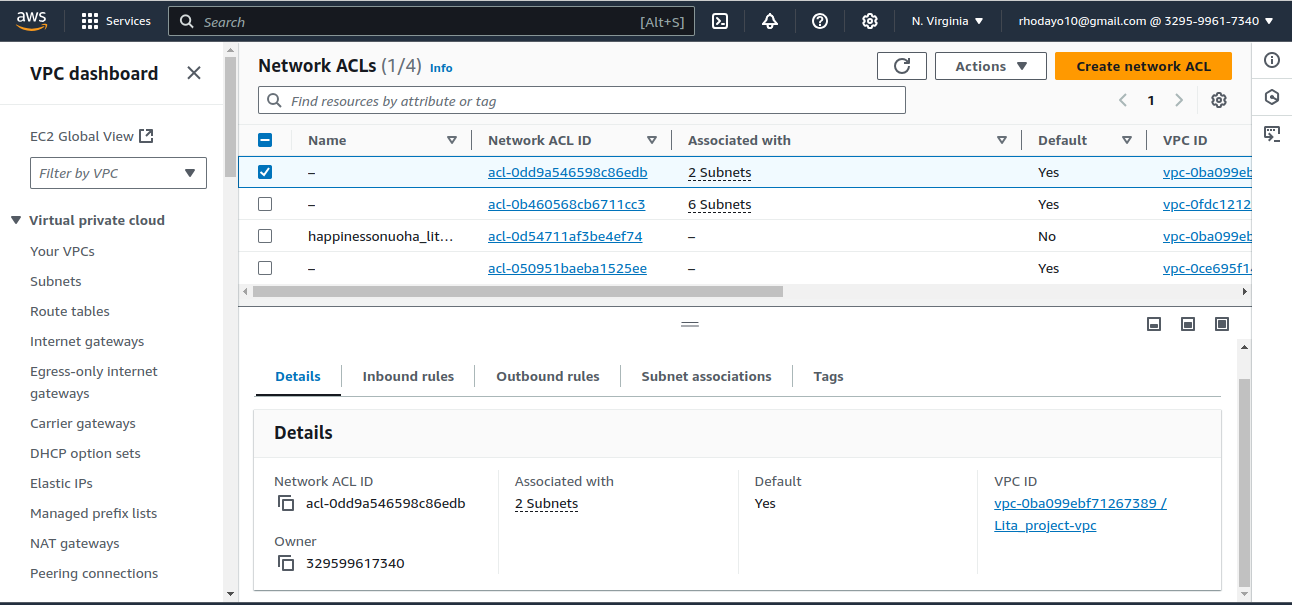 aws Services Search [Alt+S] N. Virginia rhodayo10@gmail.com @ 3295-9961-7340
VPC dashboard
EC2 Global View
Filter by VPC
Virtual private cloud
Your VPCs
Subnets
Route tables
Internet gateways
Egress-only internet
gateways
Carrier gateways
DHCP option sets
Elastic IPs
Managed prefix lists
NAT gateways
Peering connections
Network ACLs (1/4) Info
Actions
Create network ACL
Find resources by attribute or tag
1
Name Network ACL ID Associated with Default VPC ID
– acl-0dd9a546598c86edb 2 Subnets Yes vpc-0ba099eb
– acl-0b460568cb6711cc3 6 Subnets Yes vpc-0fdc1212
happinessonuoha_lit... acl-0d54711af3be4ef74 – No vpc-0ba099eb
– acl-050951baeba1525ee – Yes vpc-0ce695f14
Details Inbound rules Outbound rules Subnet associations Tags
Details
Network ACL ID
acl-0dd9a546598c86edb
Associated with
2 Subnets
Default
Yes
VPC ID
vpc-0ba099ebf71267389 /
Lita_project-vpc
Owner
329599617340